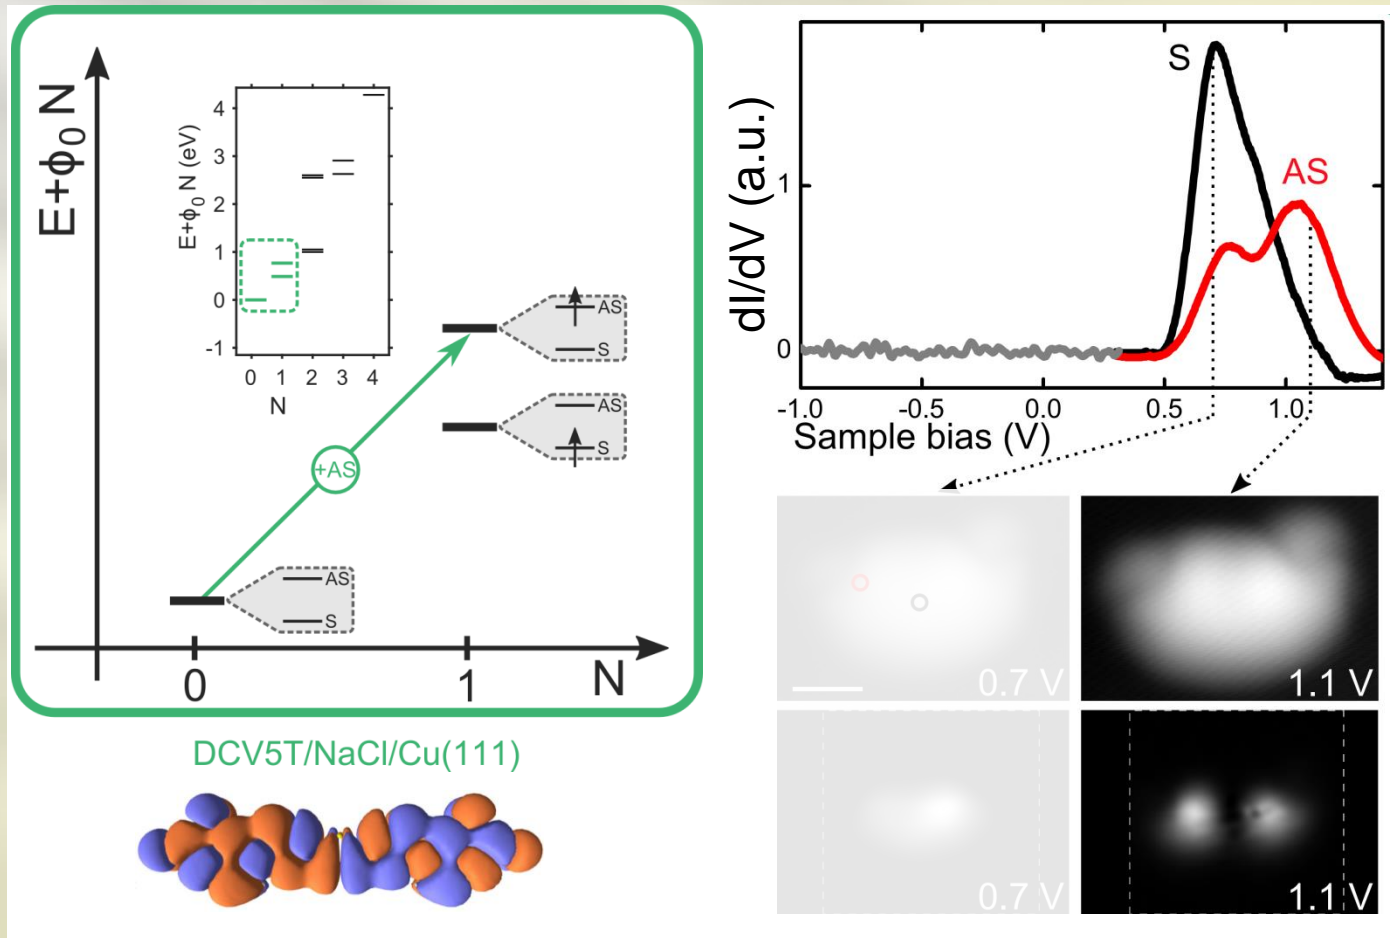 E+ϕ₀ N
E+ϕ₀ N (eV)
4
3
2
1
0
-1
0 1 2 3 4
N
AS
S
AS
S
+AS
AS
S
0 1 N
DCV5T/NaCl/Cu(111)
dI/dV (a.u.)
1
0
S
AS
-1.0 -0.5 0.0 0.5 1.0
Sample bias (V)
0.7 V
1.1 V
0.7 V
1.1 V